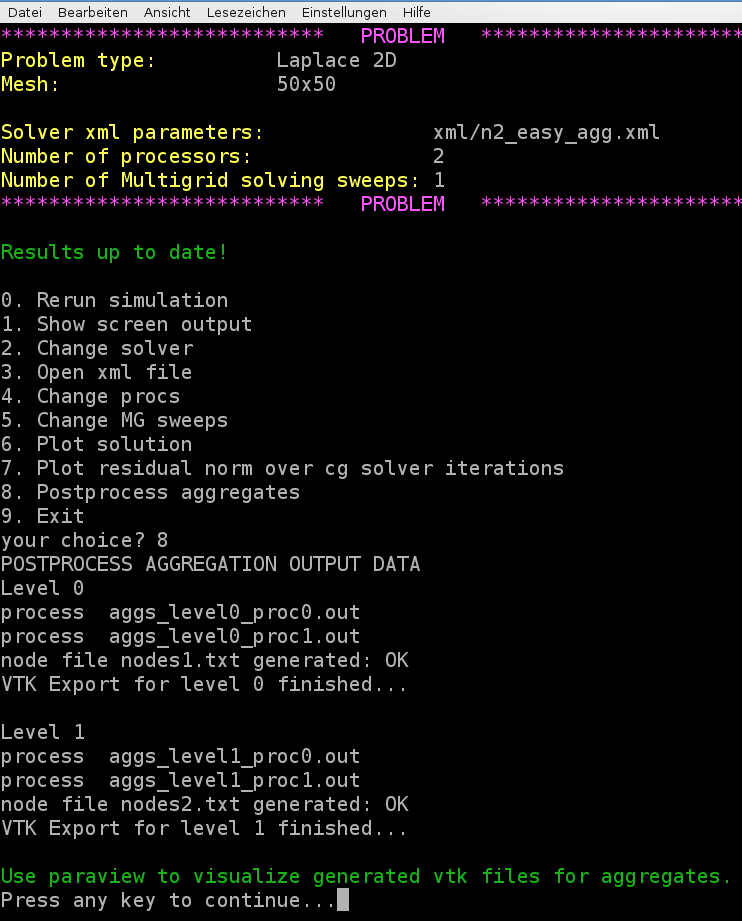 Datei Bearbeiten Ansicht Lesezeichen Einstellungen Hilfe
*************************** PROBLEM **********************
Problem type: Laplace 2D
Mesh: 50x50
Solver xml parameters: xml/n2_easy_agg.xml
Number of processors: 2
Number of Multigrid solving sweeps: 1
*************************** PROBLEM **********************
Results up to date!
0. Rerun simulation
1. Show screen output
2. Change solver
3. Open xml file
4. Change procs
5. Change MG sweeps
6. Plot solution
7. Plot residual norm over cg solver iterations
8. Postprocess aggregates
9. Exit
your choice? 8
POSTPROCESS AGGREGATION OUTPUT DATA
Level 0
process aggs_level0_proc0.out
process aggs_level0_proc1.out
node file nodes1.txt generated: OK
VTK Export for level 0 finished...
Level 1
process aggs_level1_proc0.out
process aggs_level1_proc1.out
node file nodes2.txt generated: OK
VTK Export for level 1 finished...
Use paraview to visualize generated vtk files for aggregates.
Press any key to continue...